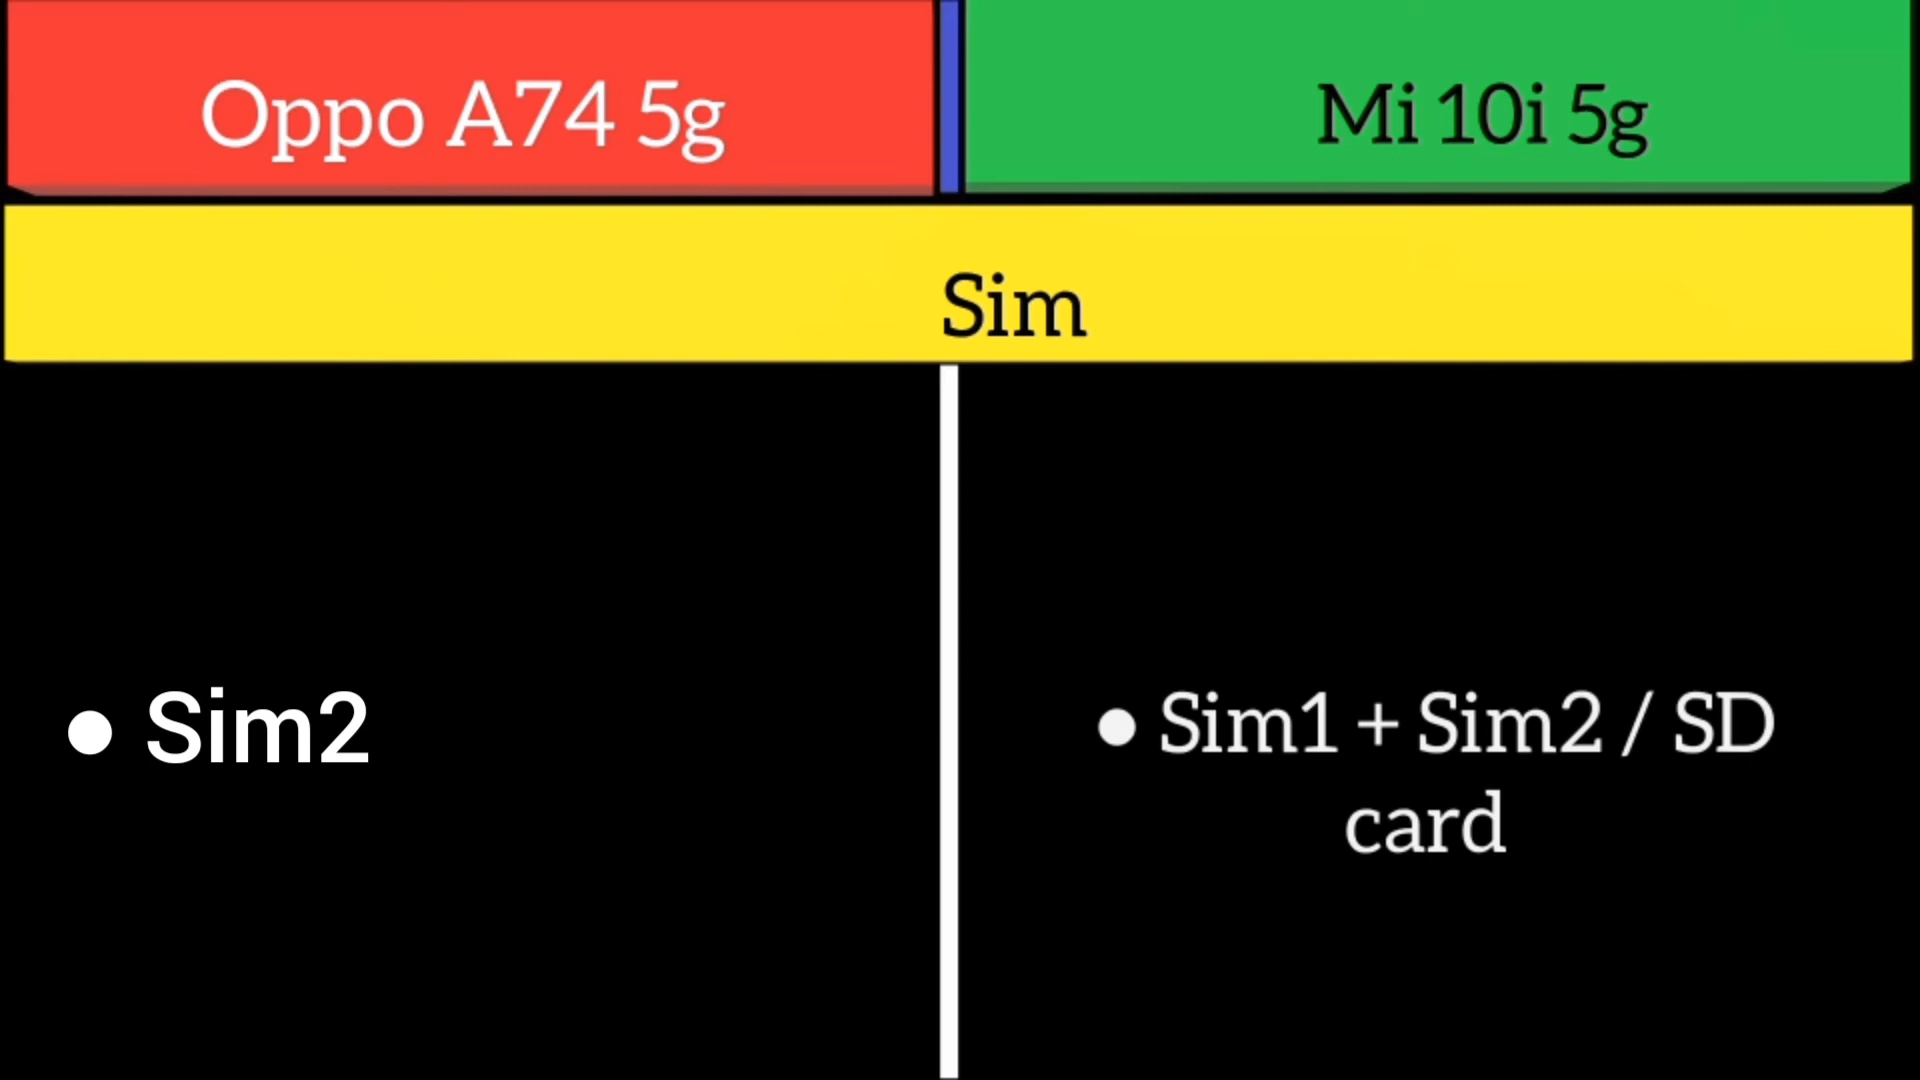 Oppo A74 5g
Mi 10i 5g
Sim
● Sim2
● Sim1 + Sim2 / SD
card